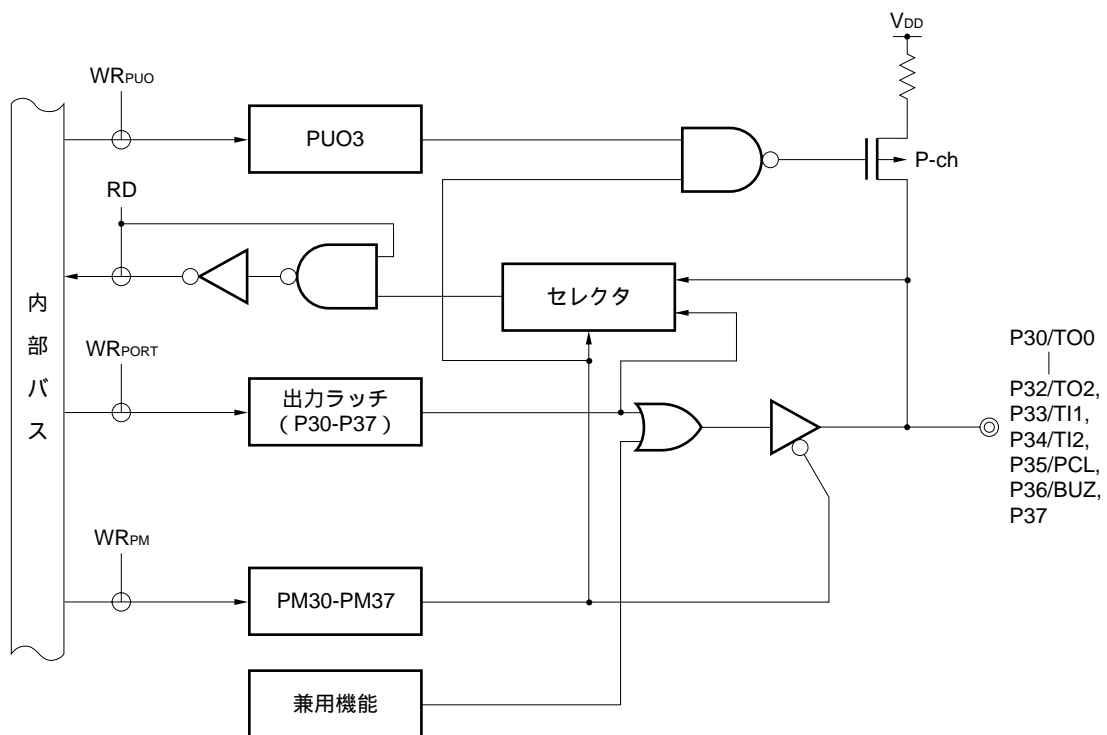 VDD
WRPUO
PUO3
P-ch
RD
セレクタ
内部バス
WRPORT
出力ラッチ
(P30-P37)
P30/TO0
P32/TO2,
P33/TI1,
P34/TI2,
P35/PCL,
P36/BUZ,
P37
WRPM
PM30-PM37
兼用機能